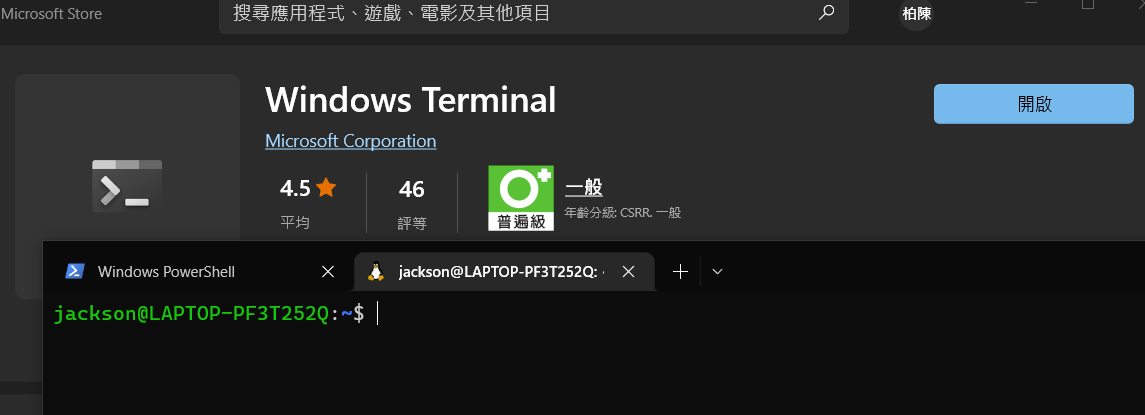 Microsoft Store
搜尋應用程式、遊戲、電影及其他項目
柏陳
Windows Terminal
開啟
Microsoft Corporation
4.5
46
一般
平均
評等
普遍級
年齡分級: CSRR. 一般
Windows PowerShell
jackson@LAPTOP-PF3T252Q:
jackson@LAPTOP-PF3T252Q:~$